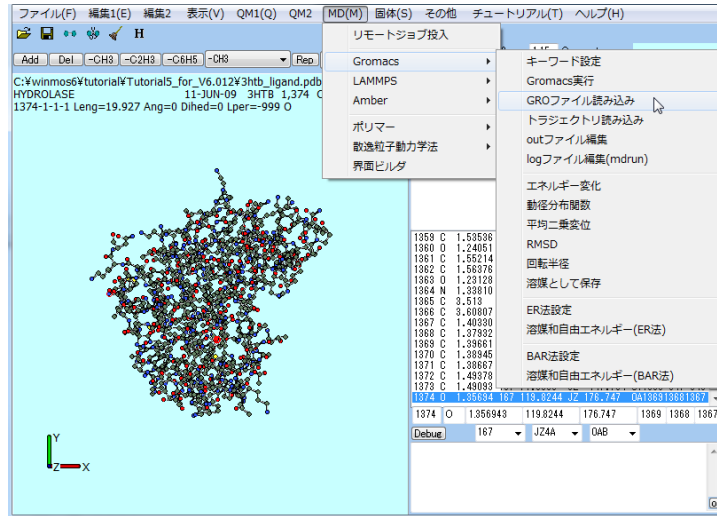 ファイル(F) 編集1(E) 編集2 表示(V) QM1(Q) QM2 MD(M) 固体(S) その他 チュートリアル(T) ヘルプ(H)
H
Add Del -CH3 -C2H3 -C6H5 -CH3 Rep
C:¥winmos6¥tutorial¥Tutorial5_for_V6.012¥3htb_ligand.pdb
HYDROLASE 11-JUN-09 3HTB 1,374 C
1374-1-1-1 Leng=19.927 Ang=0 Dihed=0 Lper=-999 O
リモートジョブ投入
Gromacs
LAMMPS
Amber
ポリマー
散逸粒子動力学法
界面ビルダ
キーワード設定
Gromacs実行
GROファイル読み込み
トラジェクトリ読み込み
outファイル編集
logファイル編集(mdrun)
エネルギー変化
動径分布関数
平均二乗変位
RMSD
回転半径
溶媒として保存
ER法設定
溶媒和自由エネルギー(ER法)
BAR法設定
溶媒和自由エネルギー(BAR法)
1359 C 1.53536
1360 O 1.24051
1361 C 1.55214
1362 C 1.56376
1363 O 1.23128
1364 N 1.33810
1365 C 3.513
1366 C 3.60807
1367 C 1.40330
1368 C 1.37932
1369 C 1.39661
1370 C 1.38945
1371 C 1.38667
1372 C 1.49378
1373 C 1.49093
1374 O 1.35694 167 119.8244 JZ 176.747 OA136913681367
1374 O 1.356943 119.8244 176.747 1369 1368 1367
Debug 167 JZ4A 0AB
Y
Z X